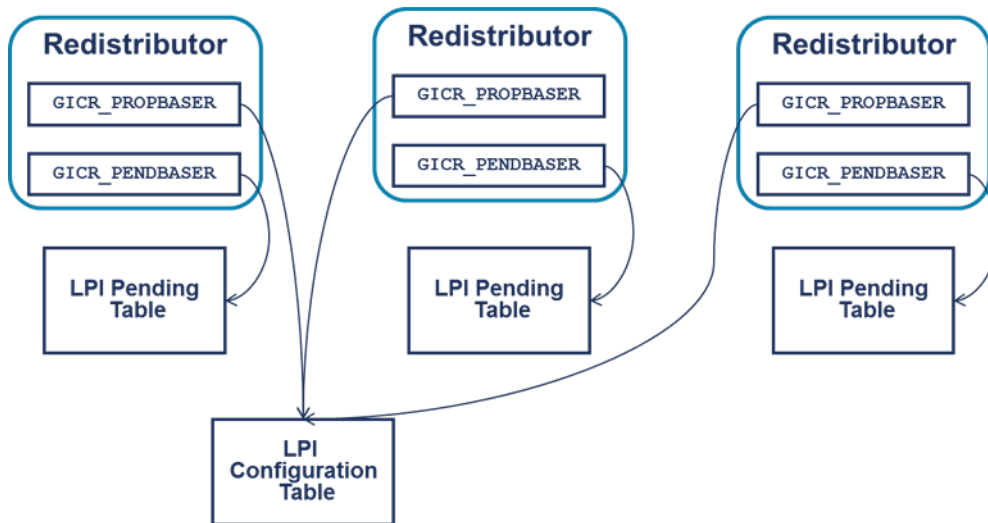 Redistributor
GICR_PROPBASER
GICR_PENDBASER
LPI Pending
Table
Redistributor
GICR_PROPBASER
GICR_PENDBASER
LPI Pending
Table
Redistributor
GICR_PROPBASER
GICR_PENDBASER
LPI Pending
Table
LPI
Configuration
Table